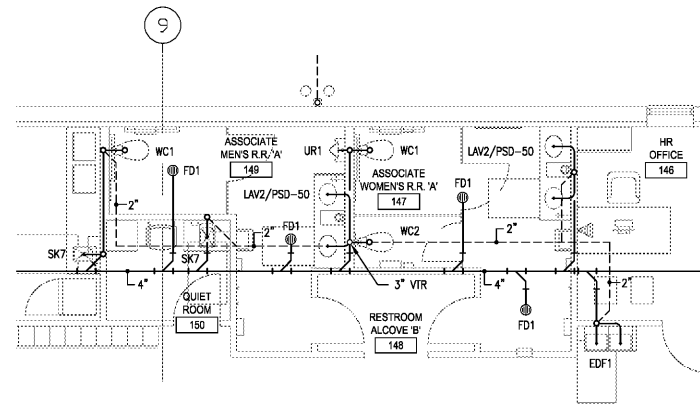 9
ASSOCIATE
MEN'S R.R.'A'
149
WC1
FD1
UR1
WC1
LAV2/PSD-50
ASSOCIATE
WOMEN'S R.R. 'A'
147
LAV2/PSD-50
HR
OFFICE
146
FD1
2"
WC2
2"
FD1
2"
SK7
SK7
4"
3" VTR
4"
2"
QUIET
ROOM
150
RESTROOM
ALCOVE 'B'
148
FD1
EDF1